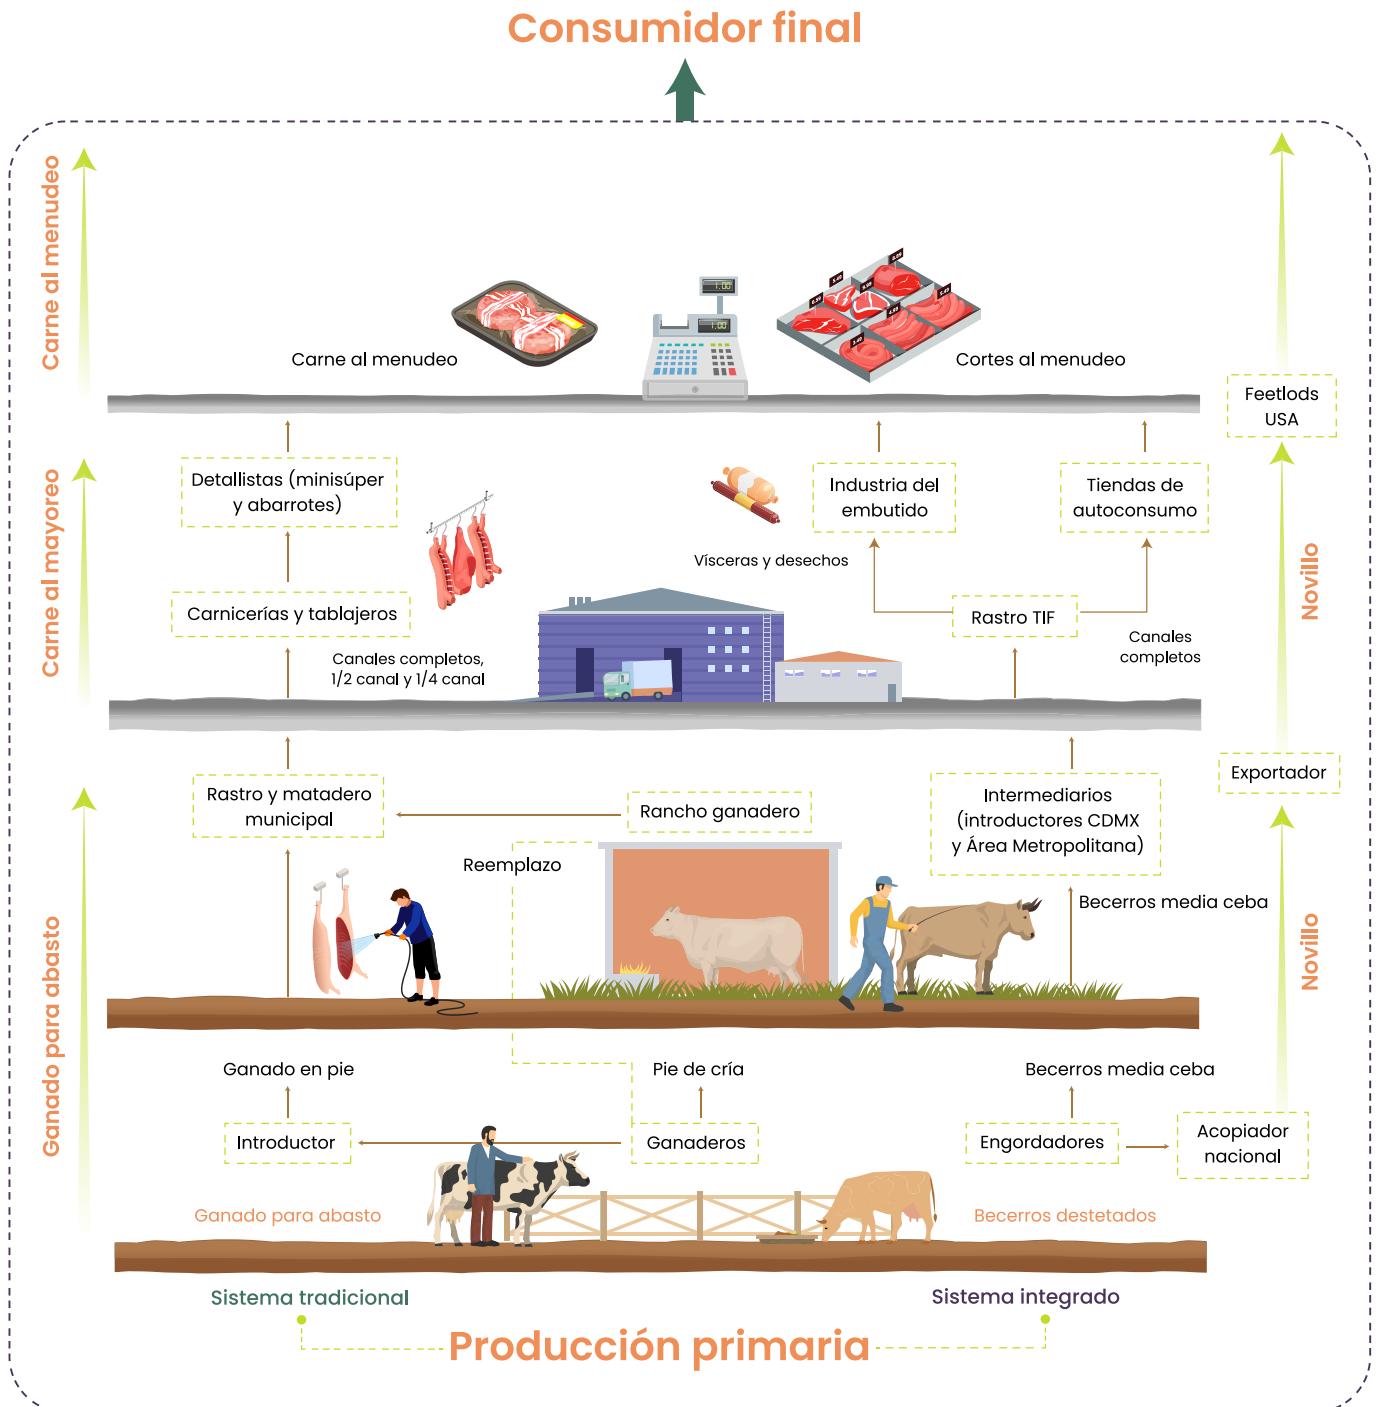 Consumidor final
Carne al menudeo
Carne al menudeo
1.00
1.00
Cortes al menudeo
Feetlods
USA
Detallistas (minisúper
y abarrotes)
Industria del
embutido
Tiendas de
autoconsumo
Carne al mayoreo
Vísceras y desechos
Novillo
Carnicerías y tablajeros
Rastro TIF
Canales completos,
1/2 canal y 1/4 canal
Canales
completos
Exportador
Rastro y matadero
municipal
Rancho ganadero
Intermediarios
(introductores CDMX
y Área Metropolitana)
Reemplazo
Becerros media ceba
Ganado para abasto
Novillo
Ganado en pie
Pie de cría
Becerros media ceba
Introductor
Ganaderos
Engordadores
Acopiador
nacional
Ganado para abasto
Becerros destetados
Sistema tradicional
Sistema integrado
Producción primaria